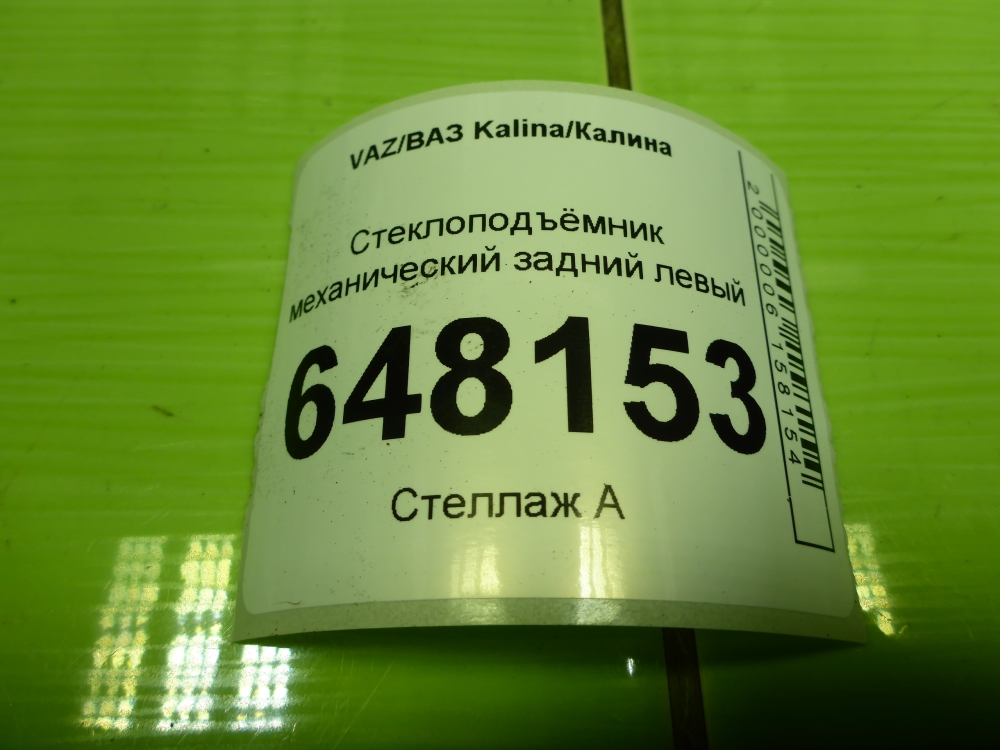 VAZ/ВАЗ Kalina/Калина
Стеклоподъёмник
механический задний левый
648153
Стеллаж А
2000006158154